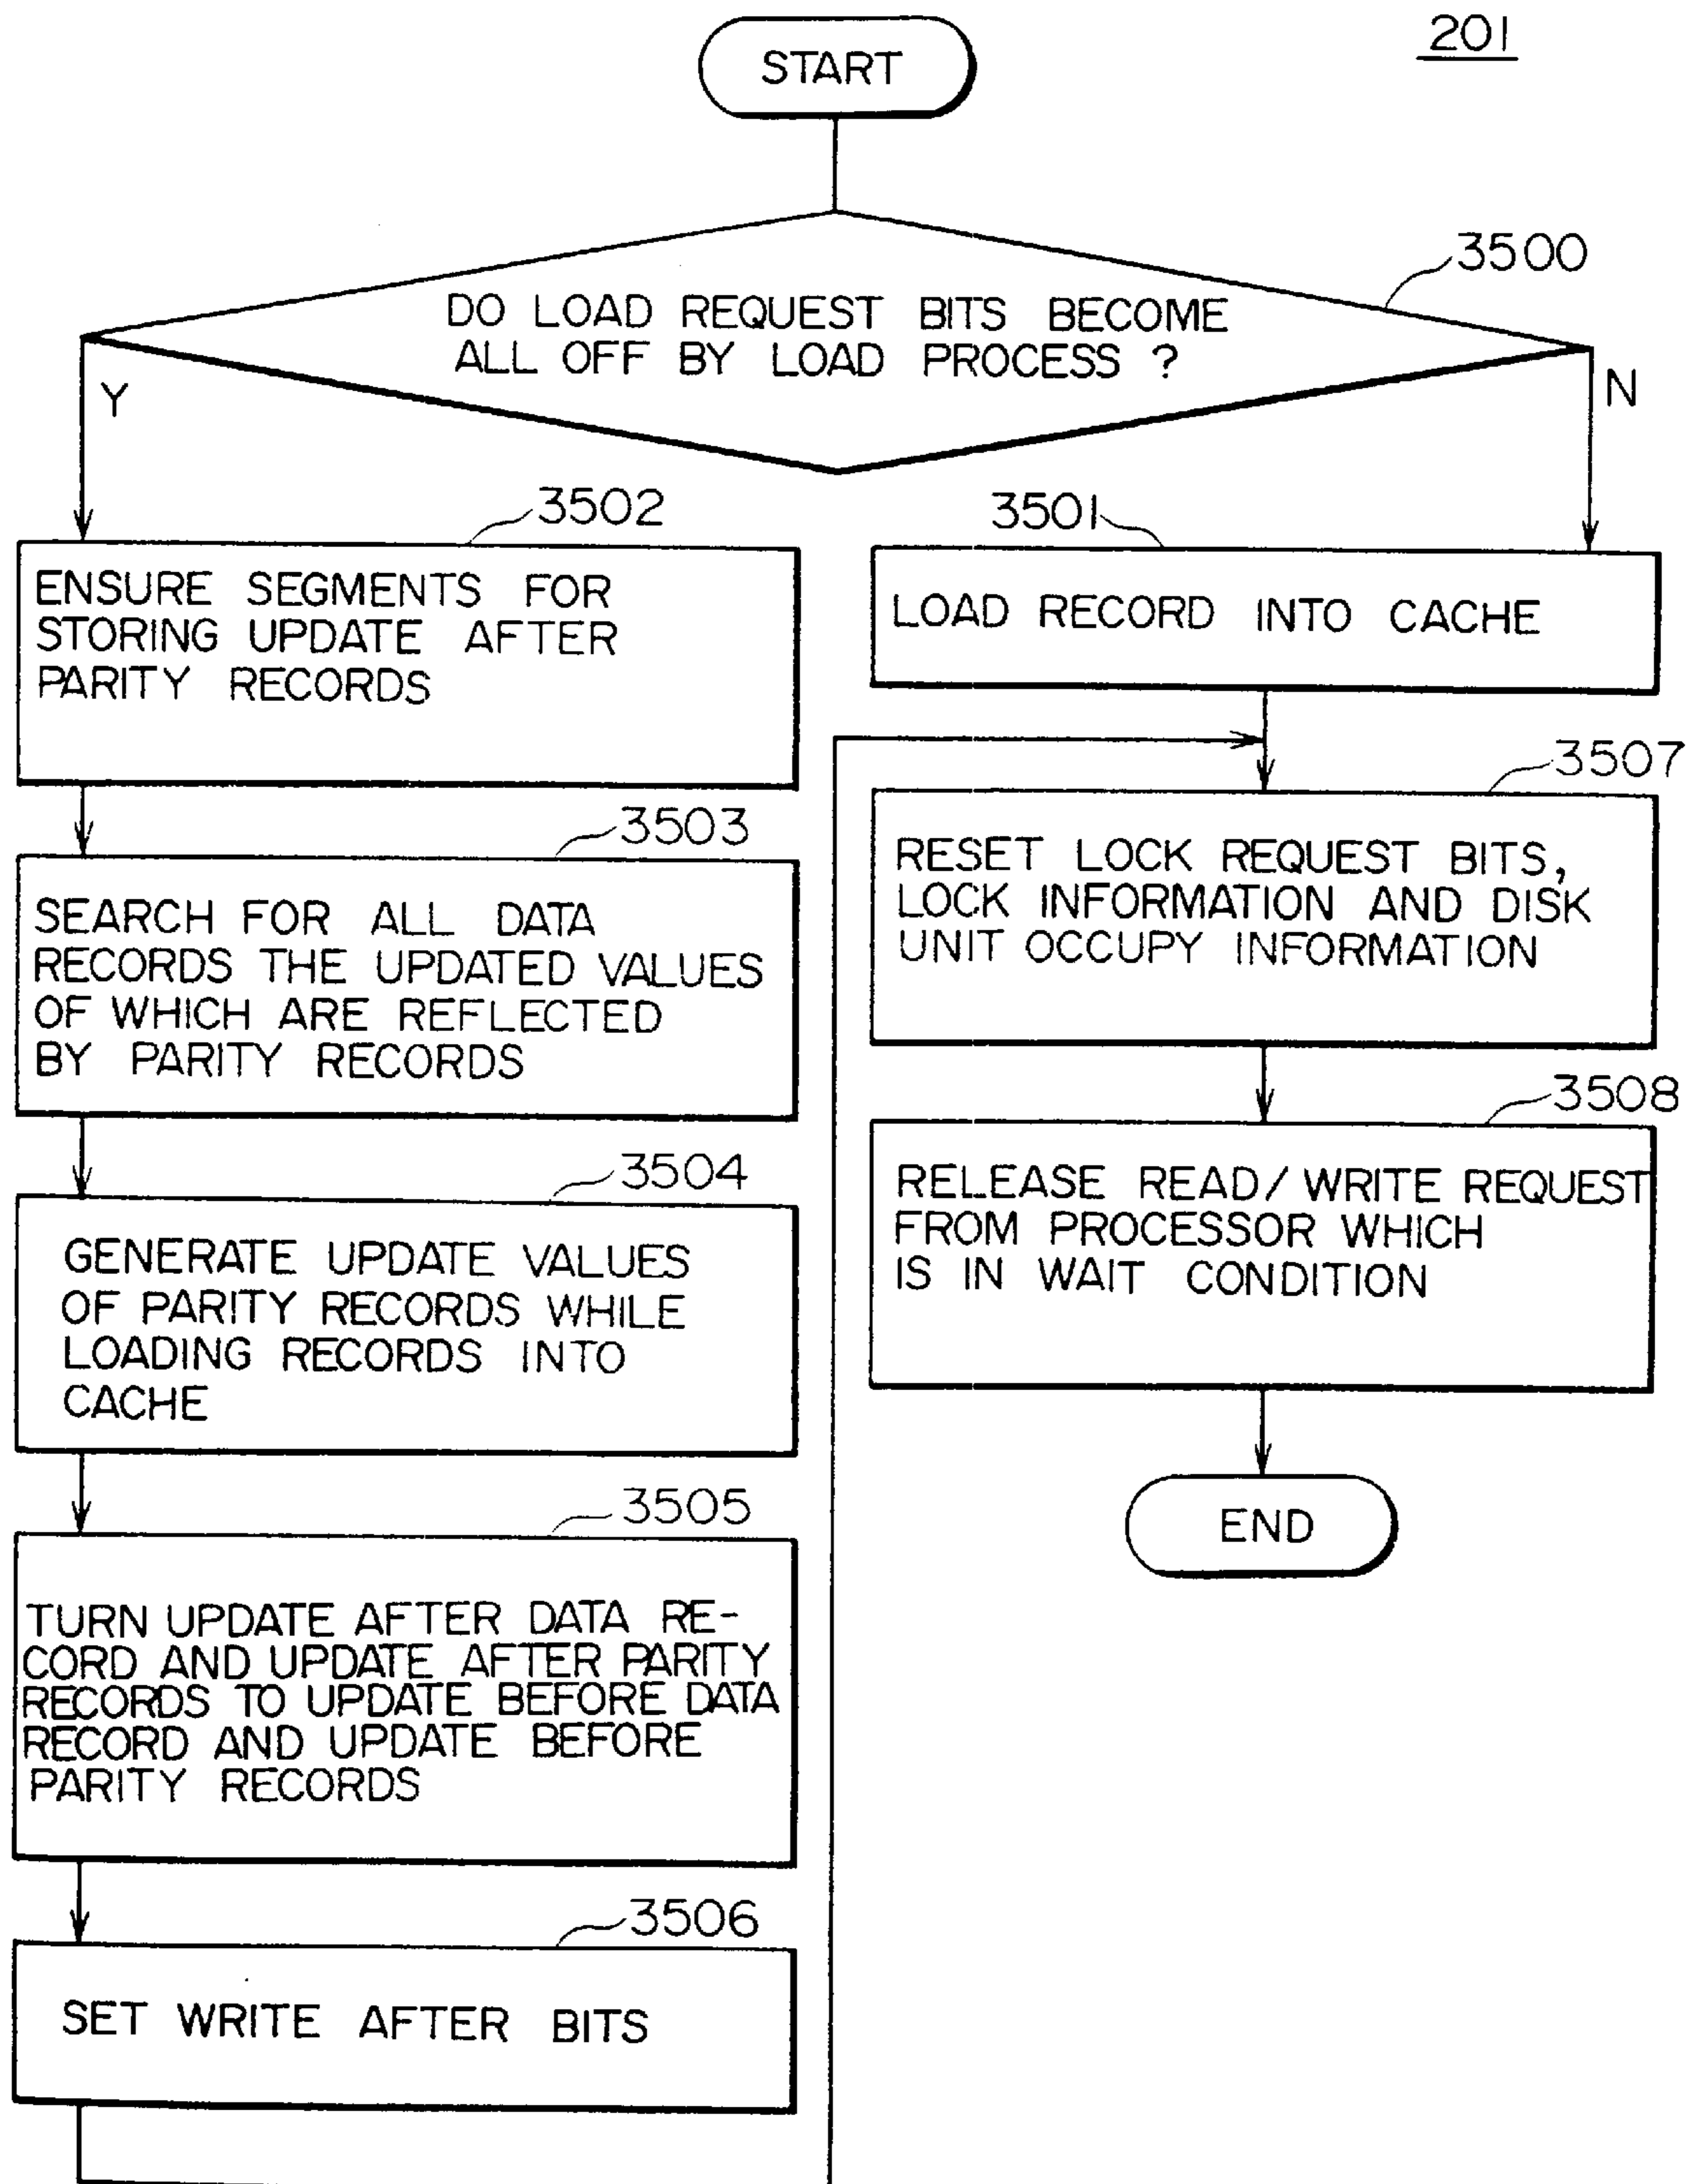 201
START
3500
DO LOAD REQUEST BITS BECOME
ALL OFF BY LOAD PROCESS ?
Y
N
3502
ENSURE SEGMENTS FOR
STORING UPDATE AFTER
PARITY RECORDS
3503
SEARCH FOR ALL DATA
RECORDS THE UPDATED VALUES
OF WHICH ARE REFLECTED
BY PARITY RECORDS
3504
GENERATE UPDATE VALUES
OF PARITY RECORDS WHILE
LOADING RECORDS INTO
CACHE
3505
TURN UPDATE AFTER DATA RE-
CORD AND UPDATE AFTER PARITY
RECORDS TO UPDATE BEFORE DATA
RECORD AND UPDATE BEFORE
PARITY RECORDS
3506
SET WRITE AFTER BITS
3501
LOAD RECORD INTO CACHE
3507
RESET LOCK REQUEST BITS,
LOCK INFORMATION AND DISK
UNIT OCCUPY INFORMATION
3508
RELEASE READ/WRITE REQUEST
FROM PROCESSOR WHICH
IS IN WAIT CONDITION
END